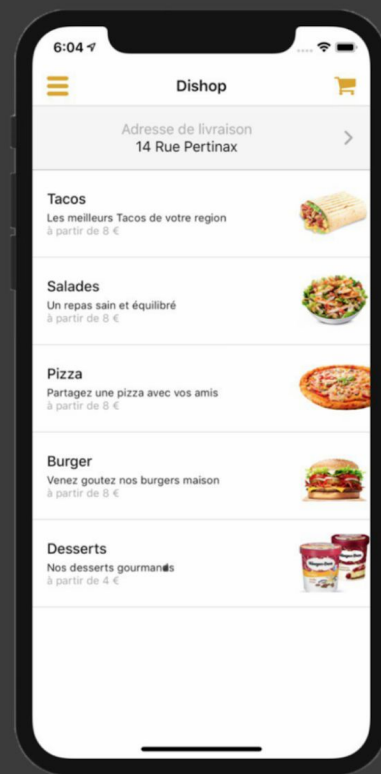 6:04
Dishop
Adresse de livraison
14 Rue Pertinax
Tacos
Les meilleurs Tacos de votre region
à partir de 8 €
Salades
Un repas sain et équilibré
à partir de 8 €
Pizza
Partagez une pizza avec vos amis
à partir de 8 €
Burger
Venez goutez nos burgers maison
à partir de 8 €
Desserts
Nos desserts gourmands
à partir de 4 €
Häagen-Dazs